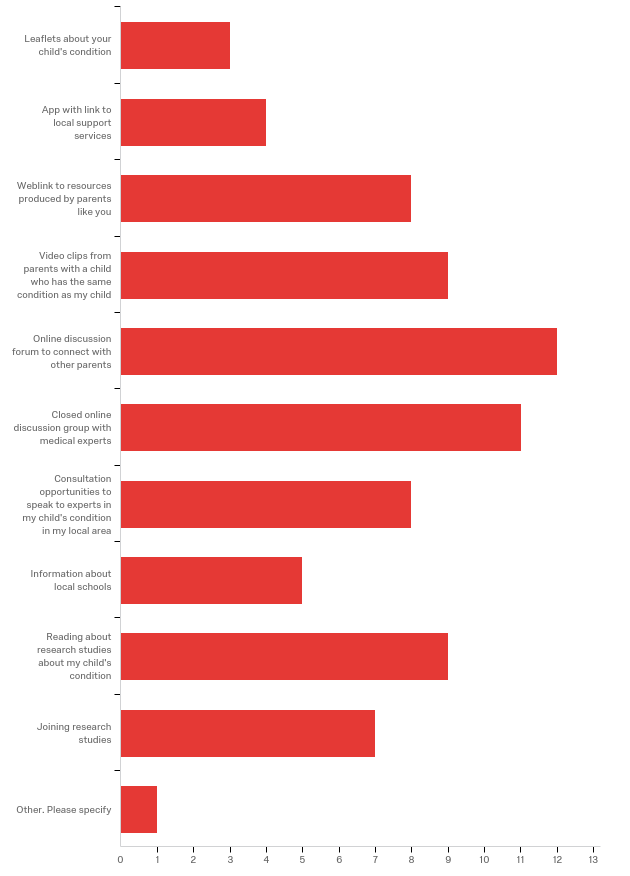 Leaflets about your
child's condition
App with link to
local support
services
Weblink to resources
produced by parents
like you
Video clips from
parents with a child
who has the same
condition as my child
Online discussion
forum to connect with
other parents
Closed online
discussion group with
medical experts
Consultation
opportunities to
speak to experts in
my child's condition
in my local area
Information about
local schools
Reading about
research studies
about my child's
condition
Joining research
studies
Other. Please specify
0 1 2 3 4 5 6 7 8 9 10 11 12 13